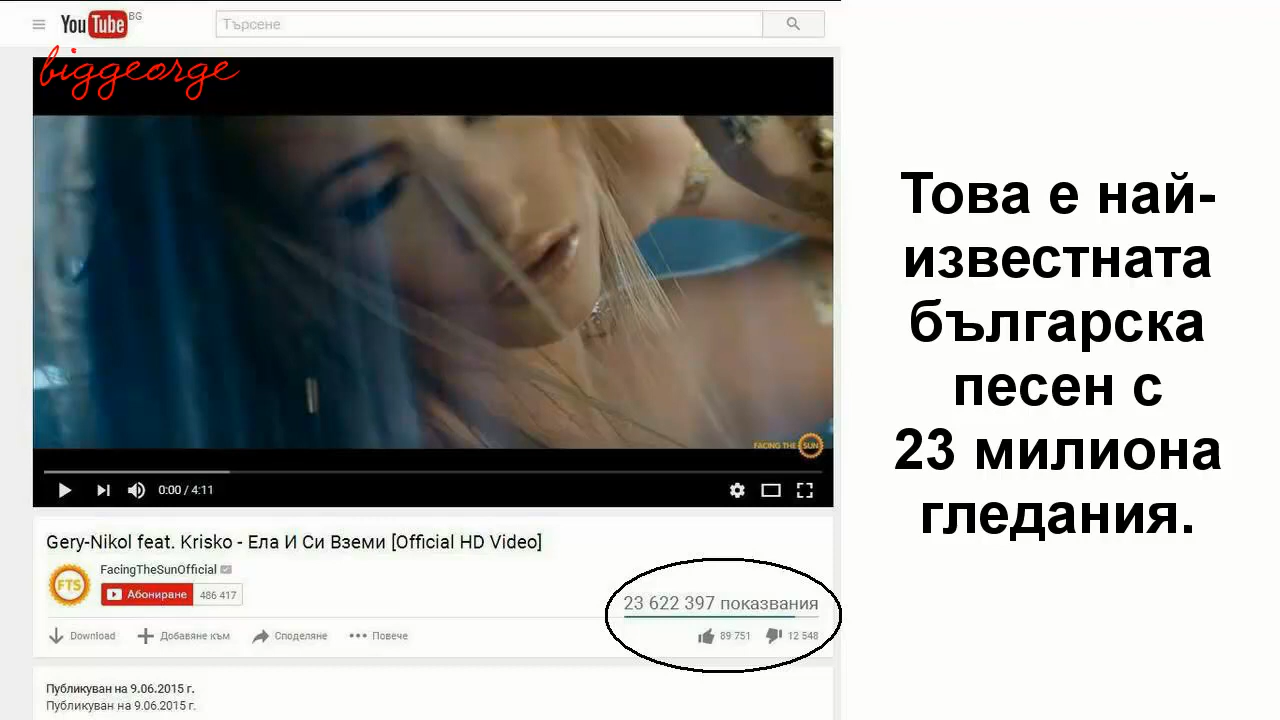 YouTube BG
Търсене
biggeorge
FACING THE SUN
0:00 / 4:11
Gery-Nikol feat. Krisko - Ела И Си Вземи [Official HD Video]
FTS
FacingTheSunOfficial
Абониране 486 417
23 622 397 показвания
Download Добавяне към Споделяне Повече
89 751 12 548
Публикуван на 9.06.2015 г.
Публикуван на 9.06.2015 г.
Това е най-
известната
българска
песен с
23 милиона
гледания.